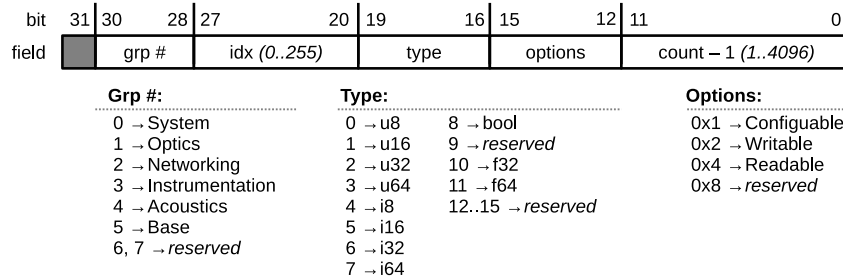 bit 31 30 28 27 20 19 16 15 12 11 0
field grp # idx (0..255) type options count – 1 (1..4096)
Grp #:
0 →System
1 →Optics
2 →Networking
3 →Instrumentation
4 →Acoustics
5 →Base
6, 7 →reserved
Type:
0 →u8
1 →u16
2 →u32
3 →u64
4 →i8
5 →i16
6 →i32
7 →i64
8 →bool
9 →reserved
10 →f32
11 →f64
12..15 →reserved
Options:
0x1 →Configuable
0x2 →Writable
0x4 →Readable
0x8 →reserved